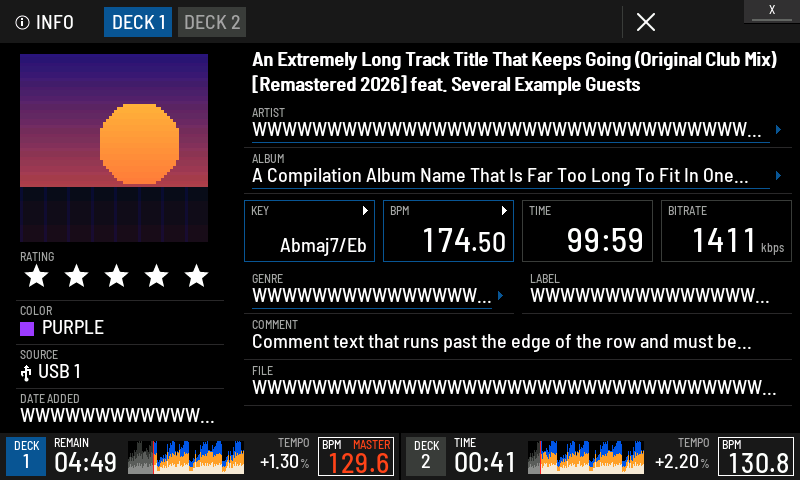 INFO DECK 1 DECK 2 X
An Extremely Long Track Title That Keeps Going (Original Club Mix)
[Remastered 2026] feat. Several Example Guests
ARTIST
WWWWWWWWWWWWWWWWWWWWWWWWWWWWWWWWW...
ALBUM
A Compilation Album Name That Is Far Too Long To Fit In One...
KEY
Abmaj7/Eb
BPM
174.50
TIME
99:59
BITRATE
1411 kbps
GENRE
WWWWWWWWWWWWWWW...
LABEL
WWWWWWWWWWWWWWW...
COMMENT
Comment text that runs past the edge of the row and must be...
FILE
WWWWWWWWWWWWWWWWWWWWWWWWWWWWWWWWWW...
RATING
COLOR
PURPLE
SOURCE
USB 1
DATE ADDED
WWWWWWWWWWWW...
DECK 1
REMAIN
04:49
TEMPO
+1.30%
BPM MASTER
129.6
DECK 2
TIME
00:41
TEMPO
+2.20%
BPM
130.8